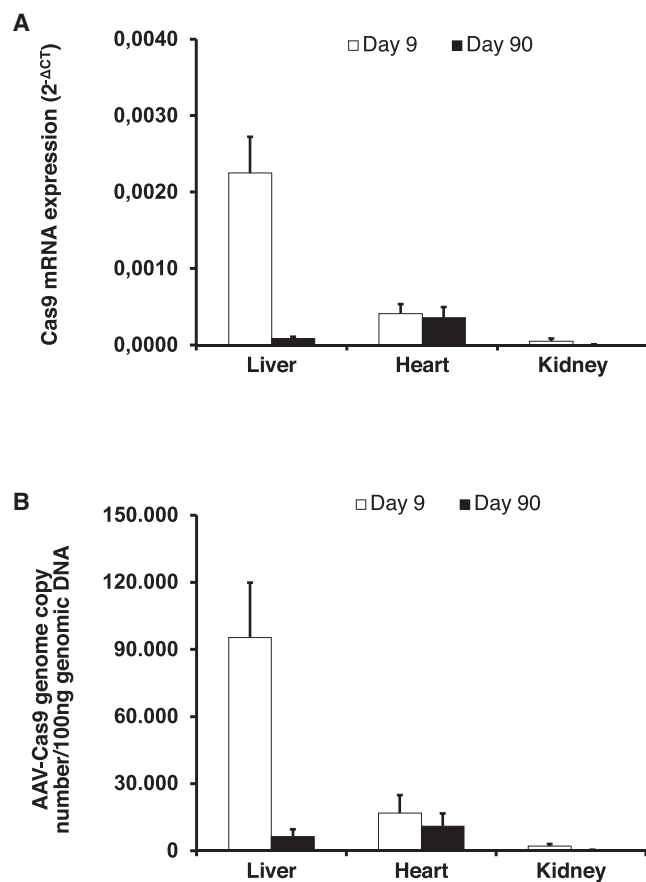 A
Cas9 mRNA expression (2-ΔCT)
0,0040
0,0030
0,0020
0,0010
0,0000
Day 9 Day 90
Liver Heart Kidney
B
AAV-Cas9 genome copy
number/100ng genomic DNA
150.000
120.000
90.000
60.000
30.000
0
Day 9 Day 90
Liver Heart Kidney